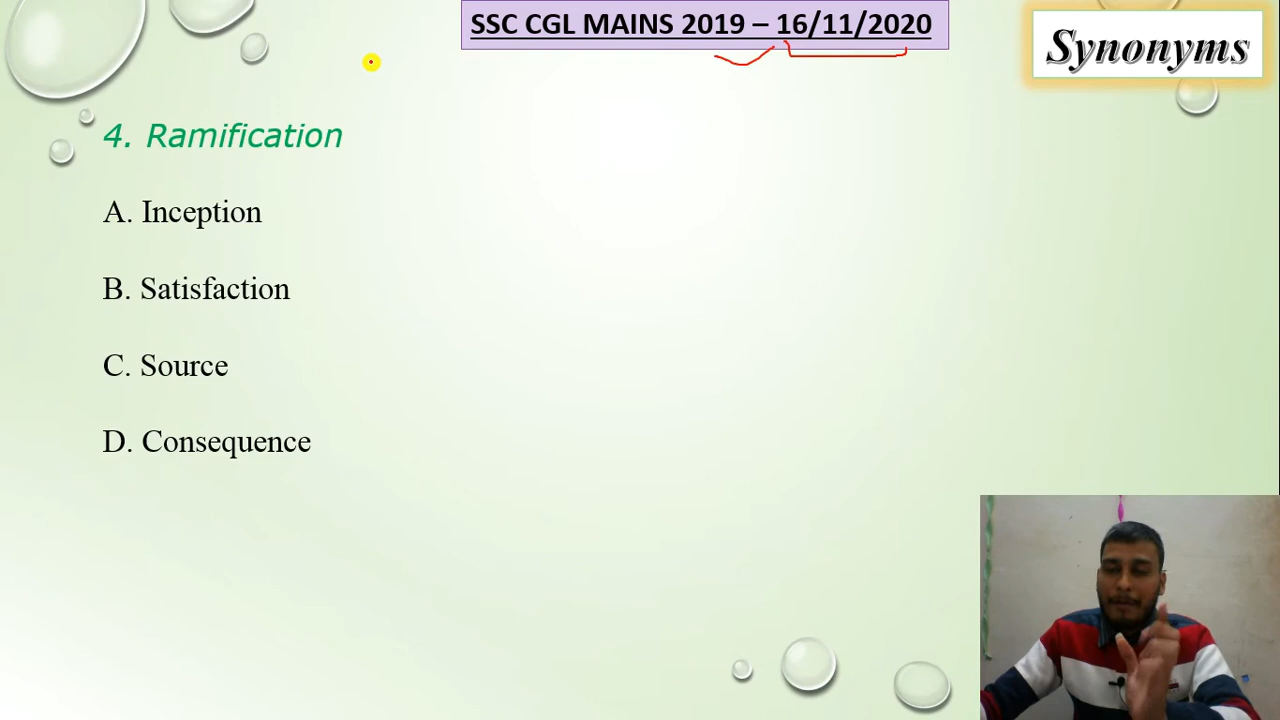 SSC CGL MAINS 2019 – 16/11/2020
Synonyms
4. Ramification
A. Inception
B. Satisfaction
C. Source
D. Consequence